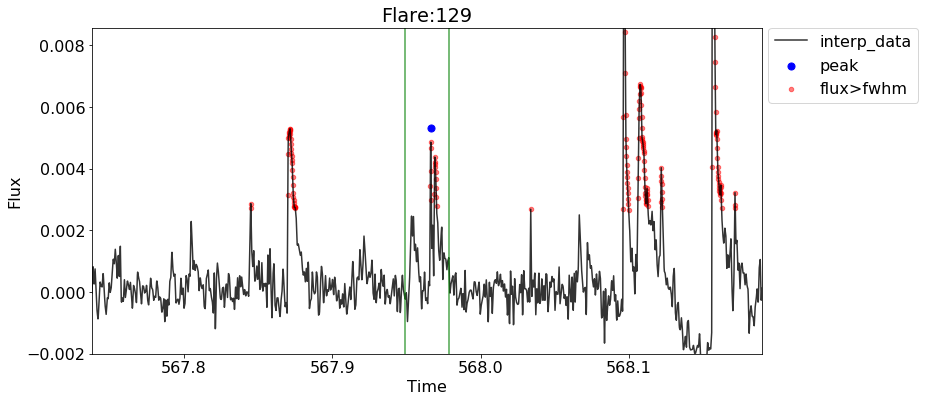 Flare:129
interp_data
peak
flux>fwhm
0.008
0.006
0.004
0.002
0.000
−0.002
Flux
567.8 567.9 568.0 568.1
Time